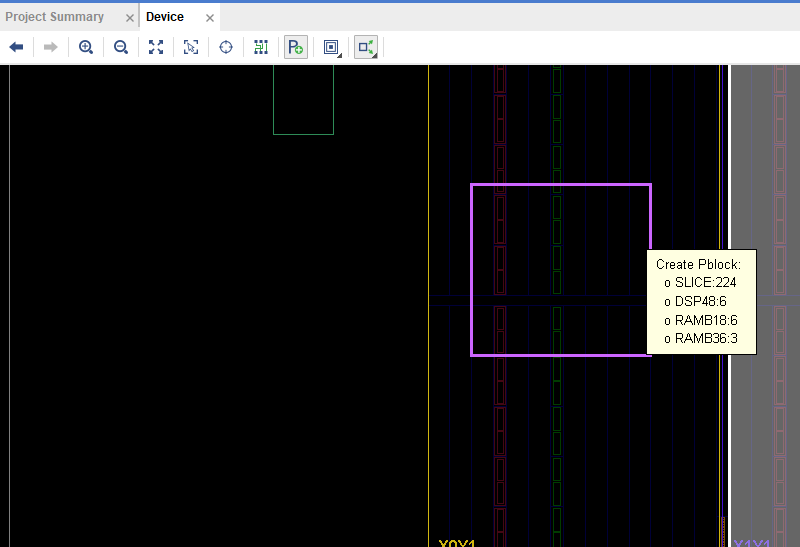 Project Summary
Device
Create Pblock:
o SLICE:224
o DSP48:6
o RAMB18:6
o RAMB36:3
X0Y1
X1Y1